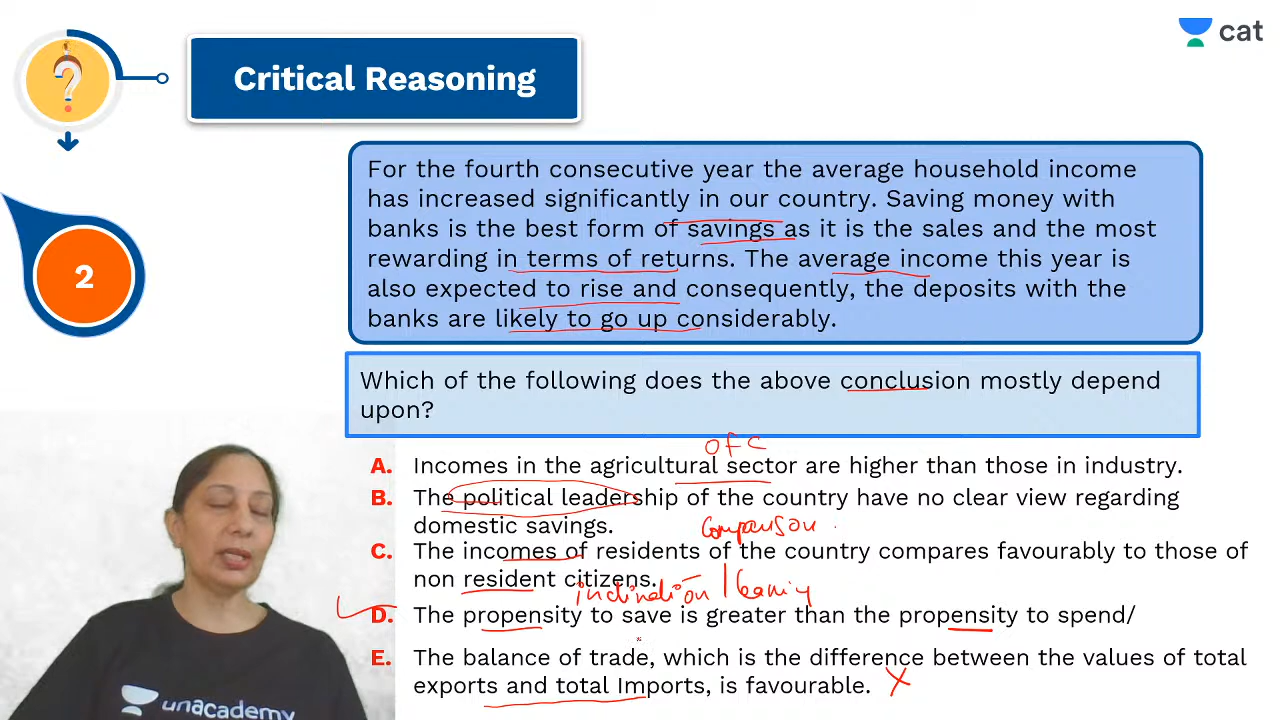 cat
Critical Reasoning
For the fourth consecutive year the average household income
has increased significantly in our country. Saving money with
banks is the best form of savings as it is the sales and the most
rewarding in terms of returns. The average income this year is
also expected to rise and consequently, the deposits with the
banks are likely to go up considerably.
2
Which of the following does the above conclusion mostly depend
upon?
OFC
A. Incomes in the agricultural sector are higher than those in industry.
B. The political leadership of the country have no clear view regarding
domestic savings.
Comparison
C. The incomes of residents of the country compares favourably to those of
non resident citizens.
inclination / leaning
D. The propensity to save is greater than the propensity to spend/
E. The balance of trade, which is the difference between the values of total
exports and total Imports, is favourable. X
unacademy